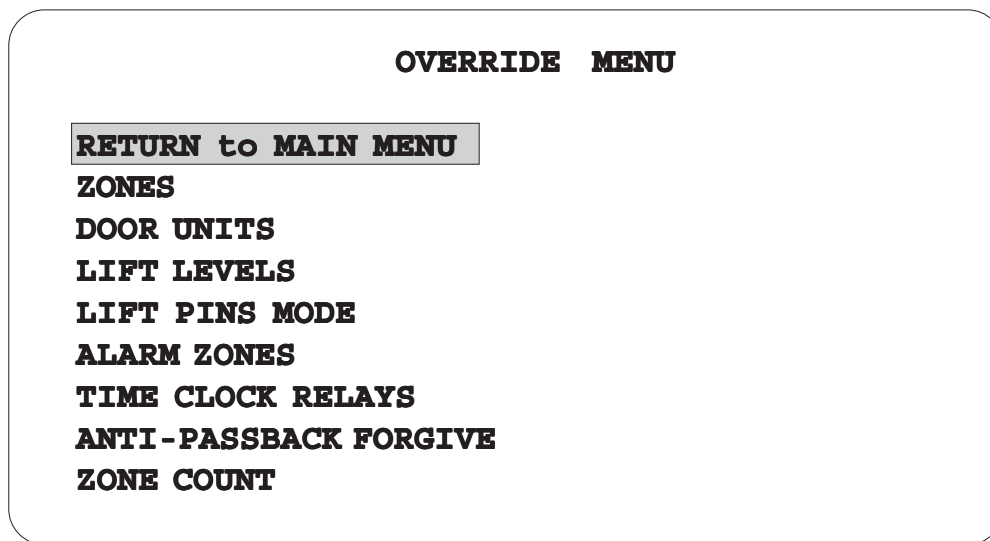 OVERRIDE MENU
RETURN to MAIN MENU
ZONES
DOOR UNITS
LIFT LEVELS
LIFT PINS MODE
ALARM ZONES
TIME CLOCK RELAYS
ANTI-PASSBACK FORGIVE
ZONE COUNT